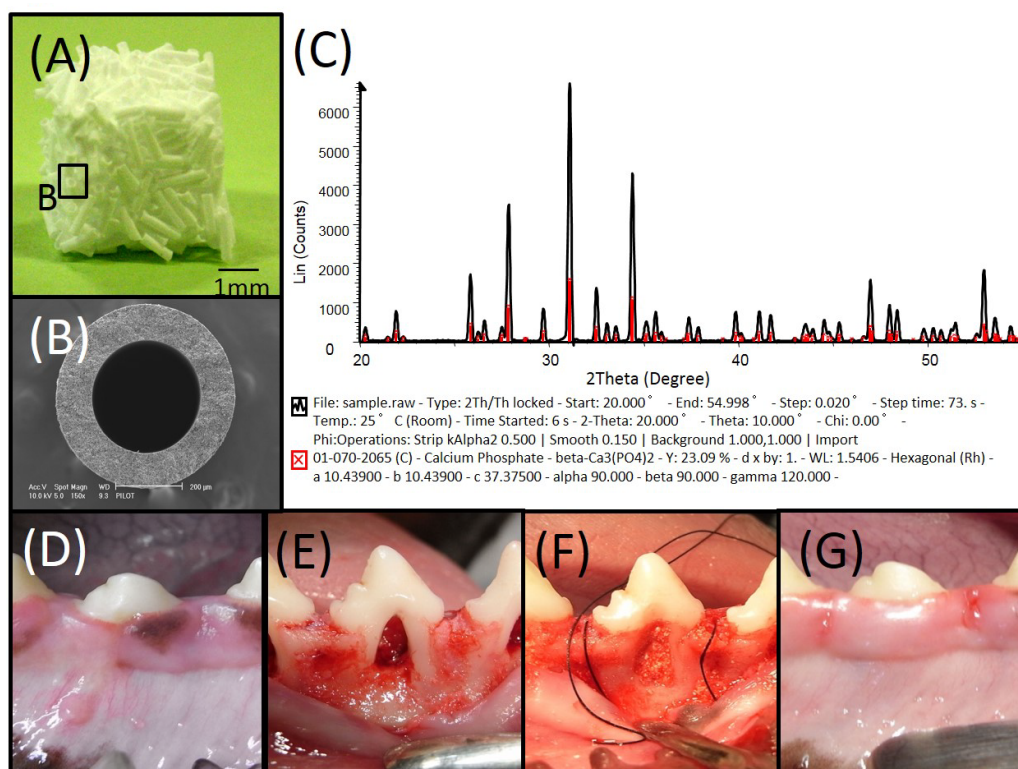 (A)
B
1mm
(B)
Acc.V Spot Magn WD 200 μm
10.0 kV 5.0 150x 9.3 PILOT
(C)
Lin (Counts)
6000
5000
4000
3000
2000
1000
0
20 30 40 50
2Theta (Degree)
File: sample.raw - Type: 2Th/Th locked - Start: 20.000 ° - End: 54.998 ° - Step: 0.020 ° - Step time: 73. s -
Temp.: 25 ° C (Room) - Time Started: 6 s - 2-Theta: 20.000 ° - Theta: 10.000 ° - Chi: 0.00 ° -
Phi:Operations: Strip kAlpha2 0.500 | Smooth 0.150 | Background 1.000,1.000 | Import
01-070-2065 (C) - Calcium Phosphate - beta-Ca3(PO4)2 - Y: 23.09 % - d x by: 1. - WL: 1.5406 - Hexagonal (Rh) -
a 10.43900 - b 10.43900 - c 37.37500 - alpha 90.000 - beta 90.000 - gamma 120.000 -
(D) (E) (F) (G)